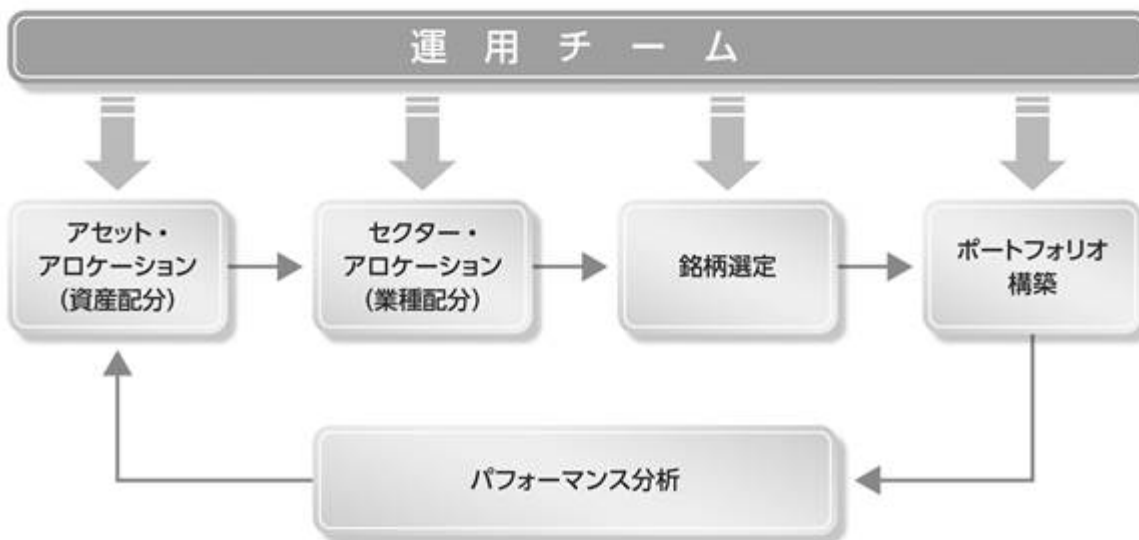 運用チーム
アセット・
アロケーション
(資産配分)
セクター・
アロケーション
(業種配分)
銘柄選定
ポートフォリオ
構築
パフォーマンス分析